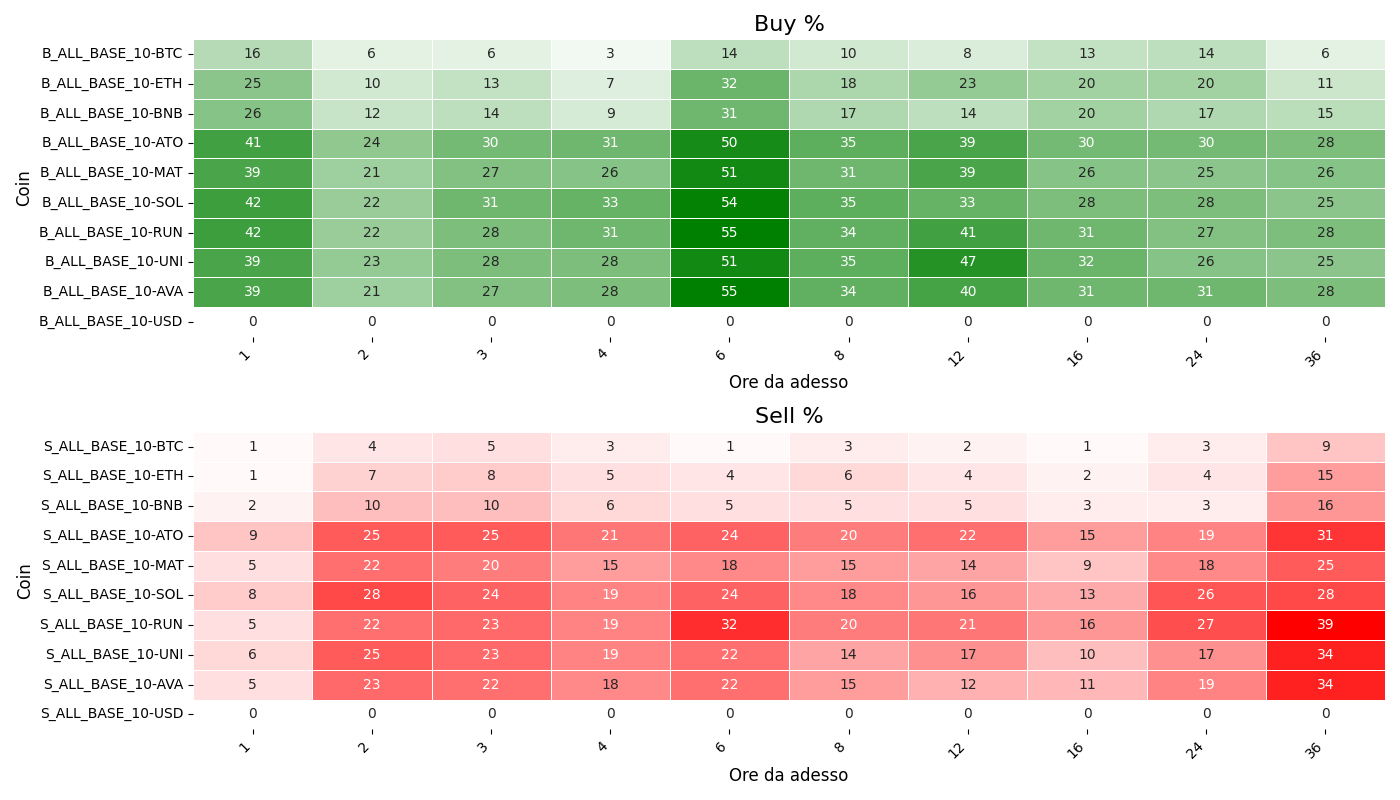 Buy %
Coin
B_ALL_BASE_10-BTC 16 6 6 3 14 10 8 13 14 6
B_ALL_BASE_10-ETH 25 10 13 7 32 18 23 20 20 11
B_ALL_BASE_10-BNB 26 12 14 9 31 17 14 20 17 15
B_ALL_BASE_10-ATO 41 24 30 31 50 35 39 30 30 28
B_ALL_BASE_10-MAT 39 21 27 26 51 31 39 26 25 26
B_ALL_BASE_10-SOL 42 22 31 33 54 35 33 28 28 25
B_ALL_BASE_10-RUN 42 22 28 31 55 34 41 31 27 28
B_ALL_BASE_10-UNI 39 23 28 28 51 35 47 32 26 25
B_ALL_BASE_10-AVA 39 21 27 28 55 34 40 31 31 28
B_ALL_BASE_10-USD 0 0 0 0 0 0 0 0 0 0
1 2 3 4 6 8 12 16 24 36
Ore da adesso
Sell %
Coin
S_ALL_BASE_10-BTC 1 4 5 3 1 3 2 1 3 9
S_ALL_BASE_10-ETH 1 7 8 5 4 6 4 2 4 15
S_ALL_BASE_10-BNB 2 10 10 6 5 5 5 3 3 16
S_ALL_BASE_10-ATO 9 25 25 21 24 20 22 15 19 31
S_ALL_BASE_10-MAT 5 22 20 15 18 15 14 9 18 25
S_ALL_BASE_10-SOL 8 28 24 19 24 18 16 13 26 28
S_ALL_BASE_10-RUN 5 22 23 19 32 20 21 16 27 39
S_ALL_BASE_10-UNI 6 25 23 19 22 14 17 10 17 34
S_ALL_BASE_10-AVA 5 23 22 18 22 15 12 11 19 34
S_ALL_BASE_10-USD 0 0 0 0 0 0 0 0 0 0
1 2 3 4 6 8 12 16 24 36
Ore da adesso